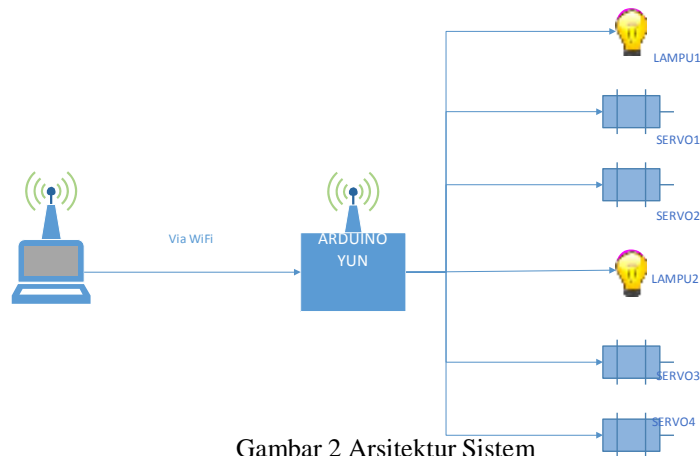 LAMPU1
SERVO1
SERVO2
Via WiFi
ARDUINO
YUN
LAMPU2
SERVO3
SERVO4
Gambar 2 Arsitektur Sistem